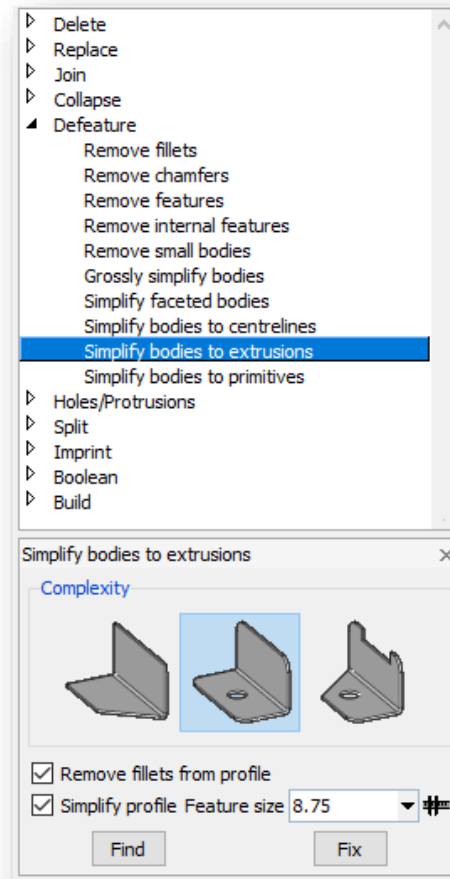 Delete
Replace
Join
Collapse
Defeature
Remove fillets
Remove chamfers
Remove features
Remove internal features
Remove small bodies
Grossly simplify bodies
Simplify faceted bodies
Simplify bodies to centrelines
Simplify bodies to extrusions
Simplify bodies to primitives
Holes/Protrusions
Split
Imprint
Boolean
Build
Simplify bodies to extrusions
Complexity
Remove fillets from profile
Simplify profile Feature size 8.75
Find Fix